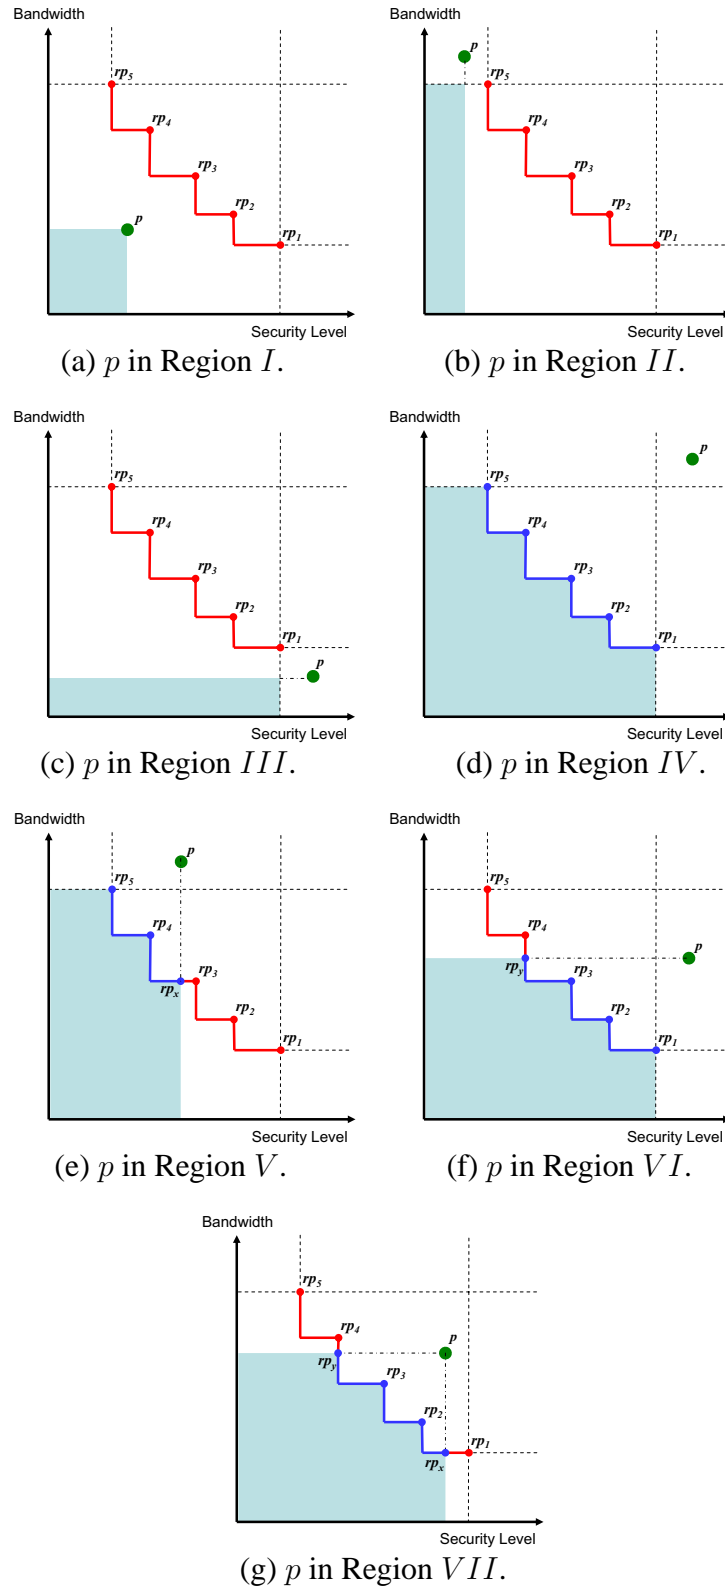 Bandwidth
p
rp5
rp4
rp3
rp2
rp1
Security Level
(a) p in Region I.
Bandwidth
p
rp5
rp4
rp3
rp2
rp1
Security Level
(b) p in Region II.
Bandwidth
rp5
rp4
rp3
rp2
rp1
p
Security Level
(c) p in Region III.
Bandwidth
p
rp5
rp4
rp3
rp2
rp1
Security Level
(d) p in Region IV.
Bandwidth
p
rp5
rp4
rp3
rpx
rp2
rp1
Security Level
(e) p in Region V.
Bandwidth
rp5
rp4
p
rpy
rp3
rp2
rp1
Security Level
(f) p in Region VI.
Bandwidth
rp5
rp4
p
rpy
rp3
rp2
rp1
rpx
Security Level
(g) p in Region VII.